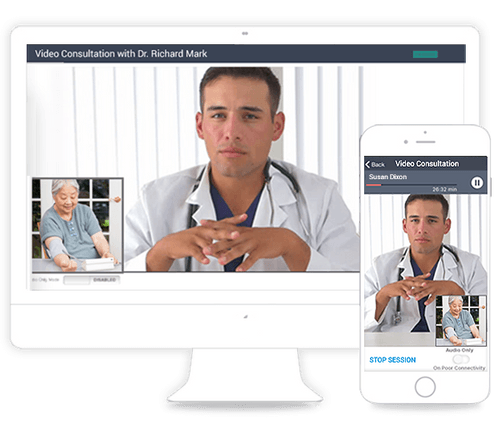 Video Consultation with Dr. Richard Mark
DISABLED
Back
Video Consultation
Susan Dixon
26:32 min
Audio Only
STOP SESSION
On Poor Connectivity